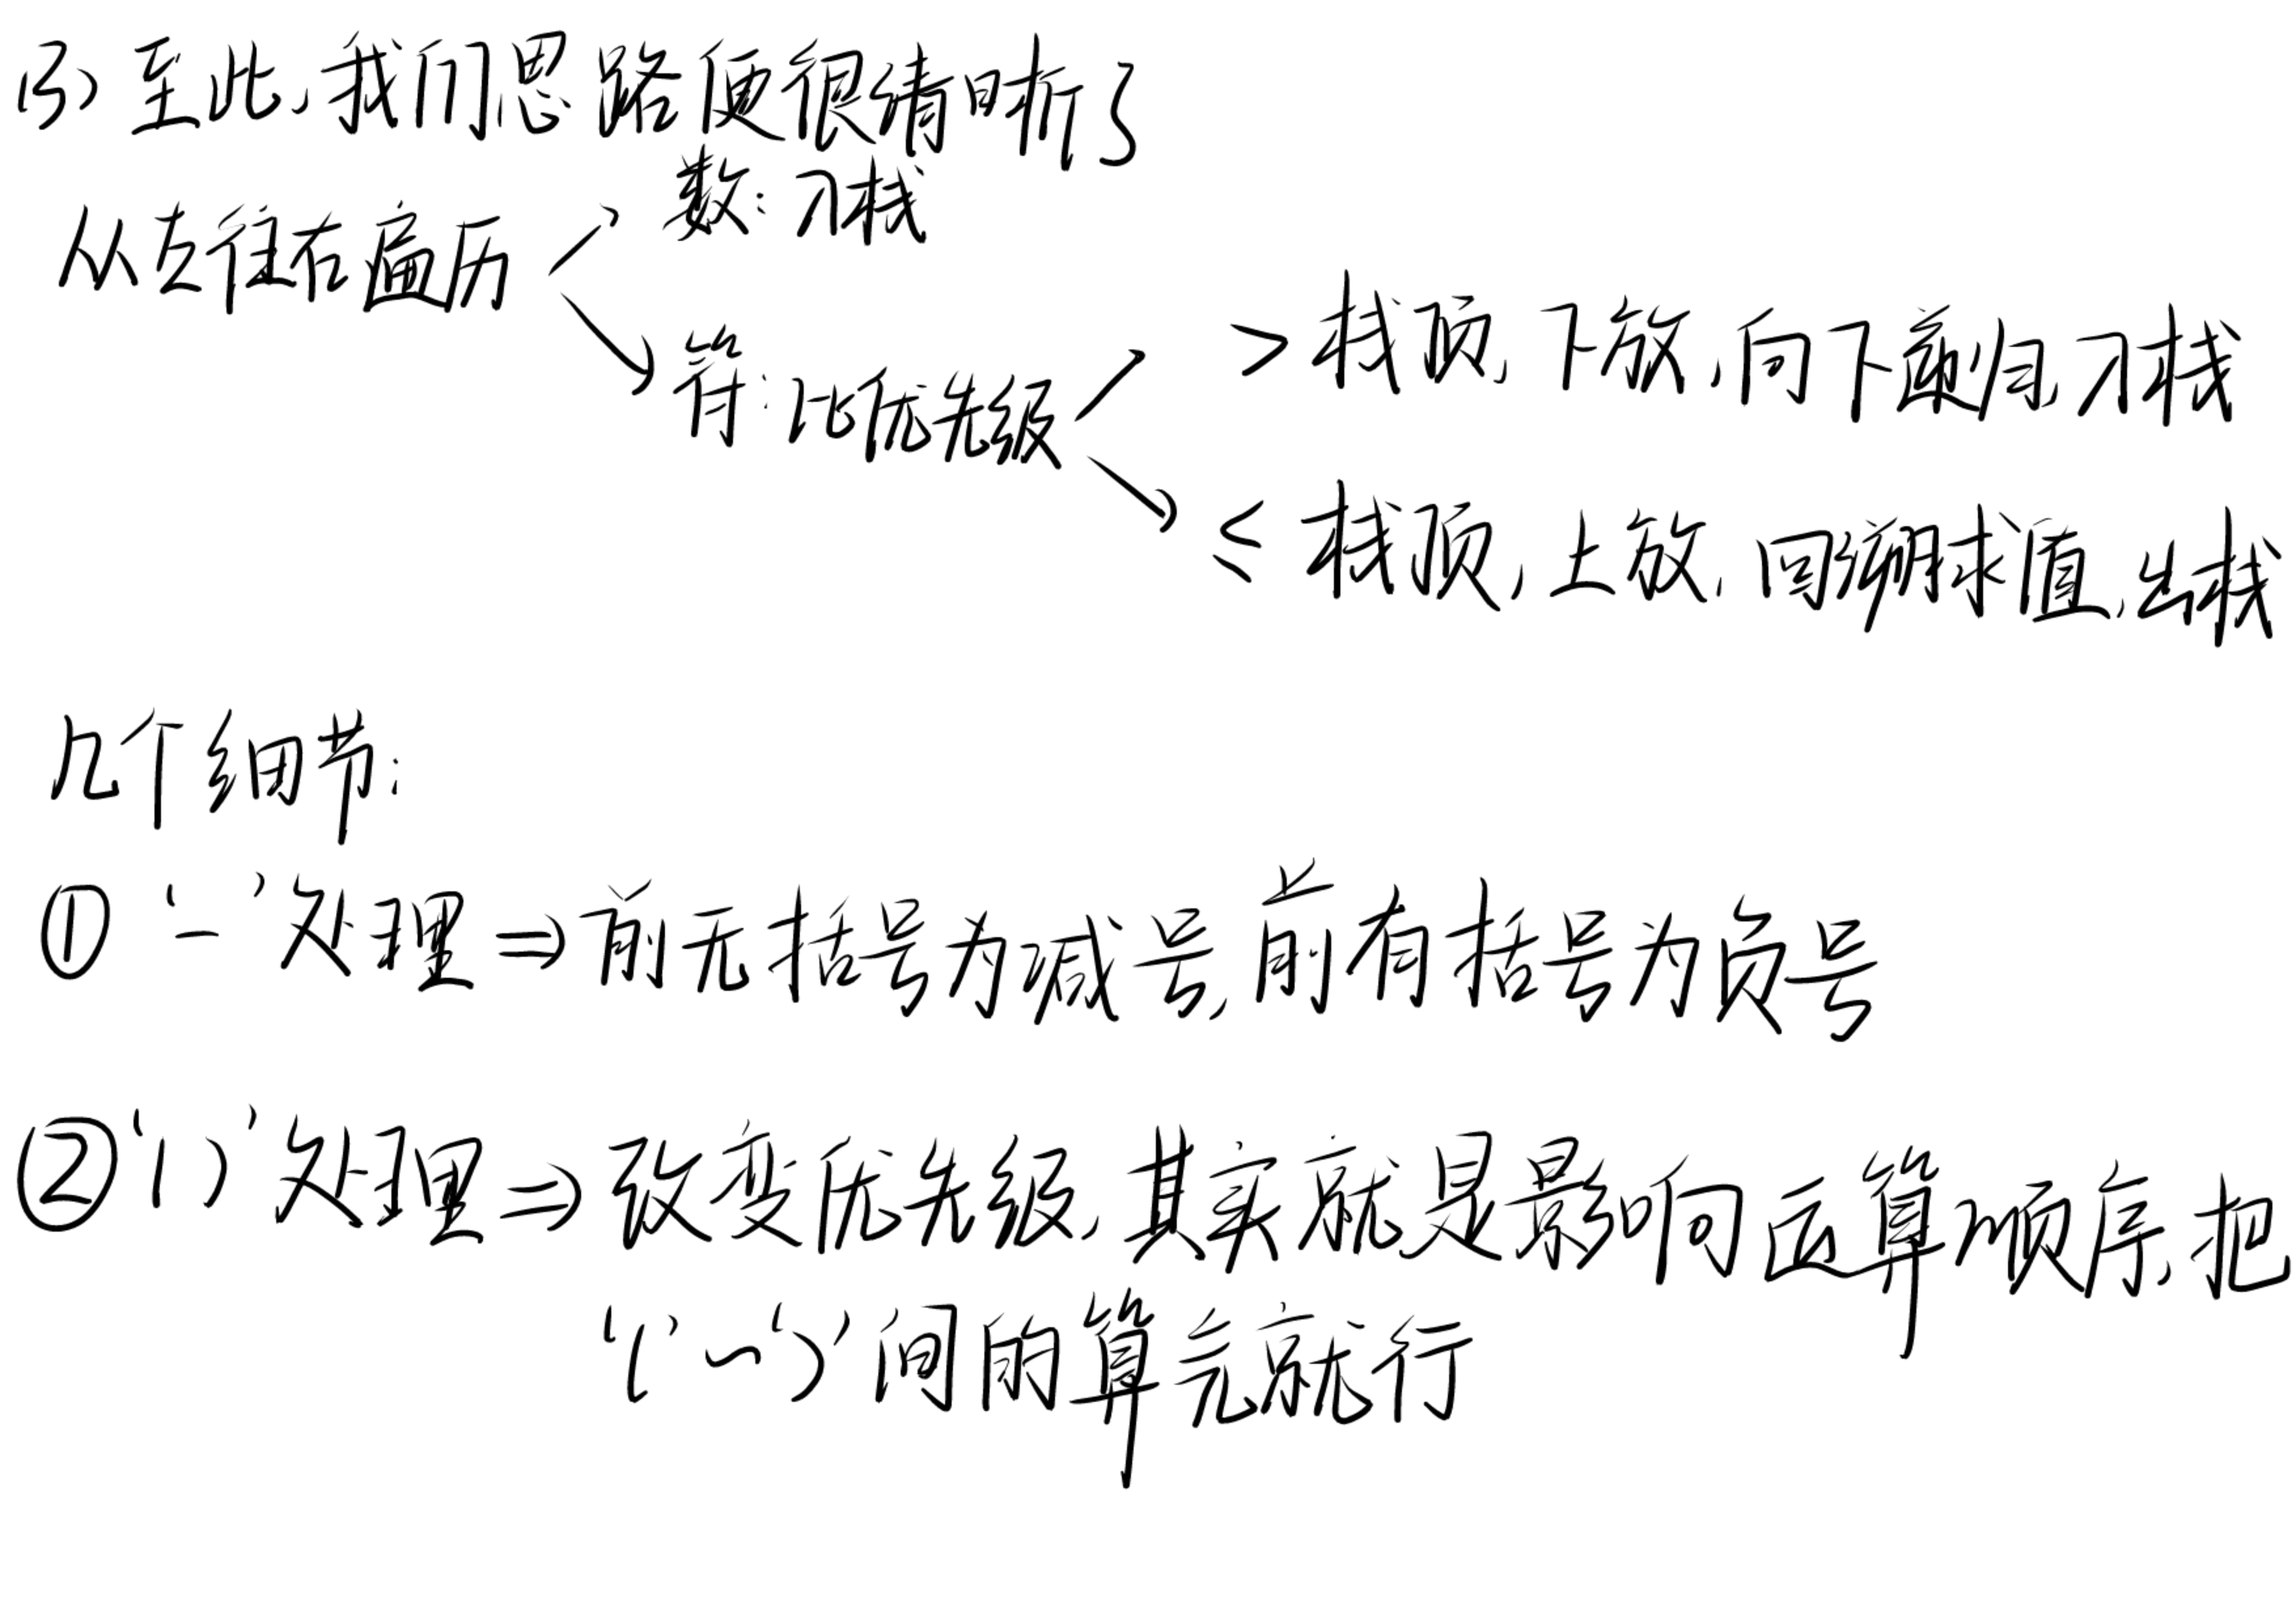 (3) 至此,我们思路便很清晰了
数: 入栈
从左往右遍历
> 栈顶, 下放, 向下递归, 入栈
符: 比优先级
≤ 栈顶, 上放, 回溯求值, 出栈
几个细节:
① '-' 处理 ⇒ 前无括号为减号, 前有括号为负号
② '( )' 处理 ⇒ 改变优先级, 其实就是影响运算顺序, 把
'(' ~ ')' 间的算完就行